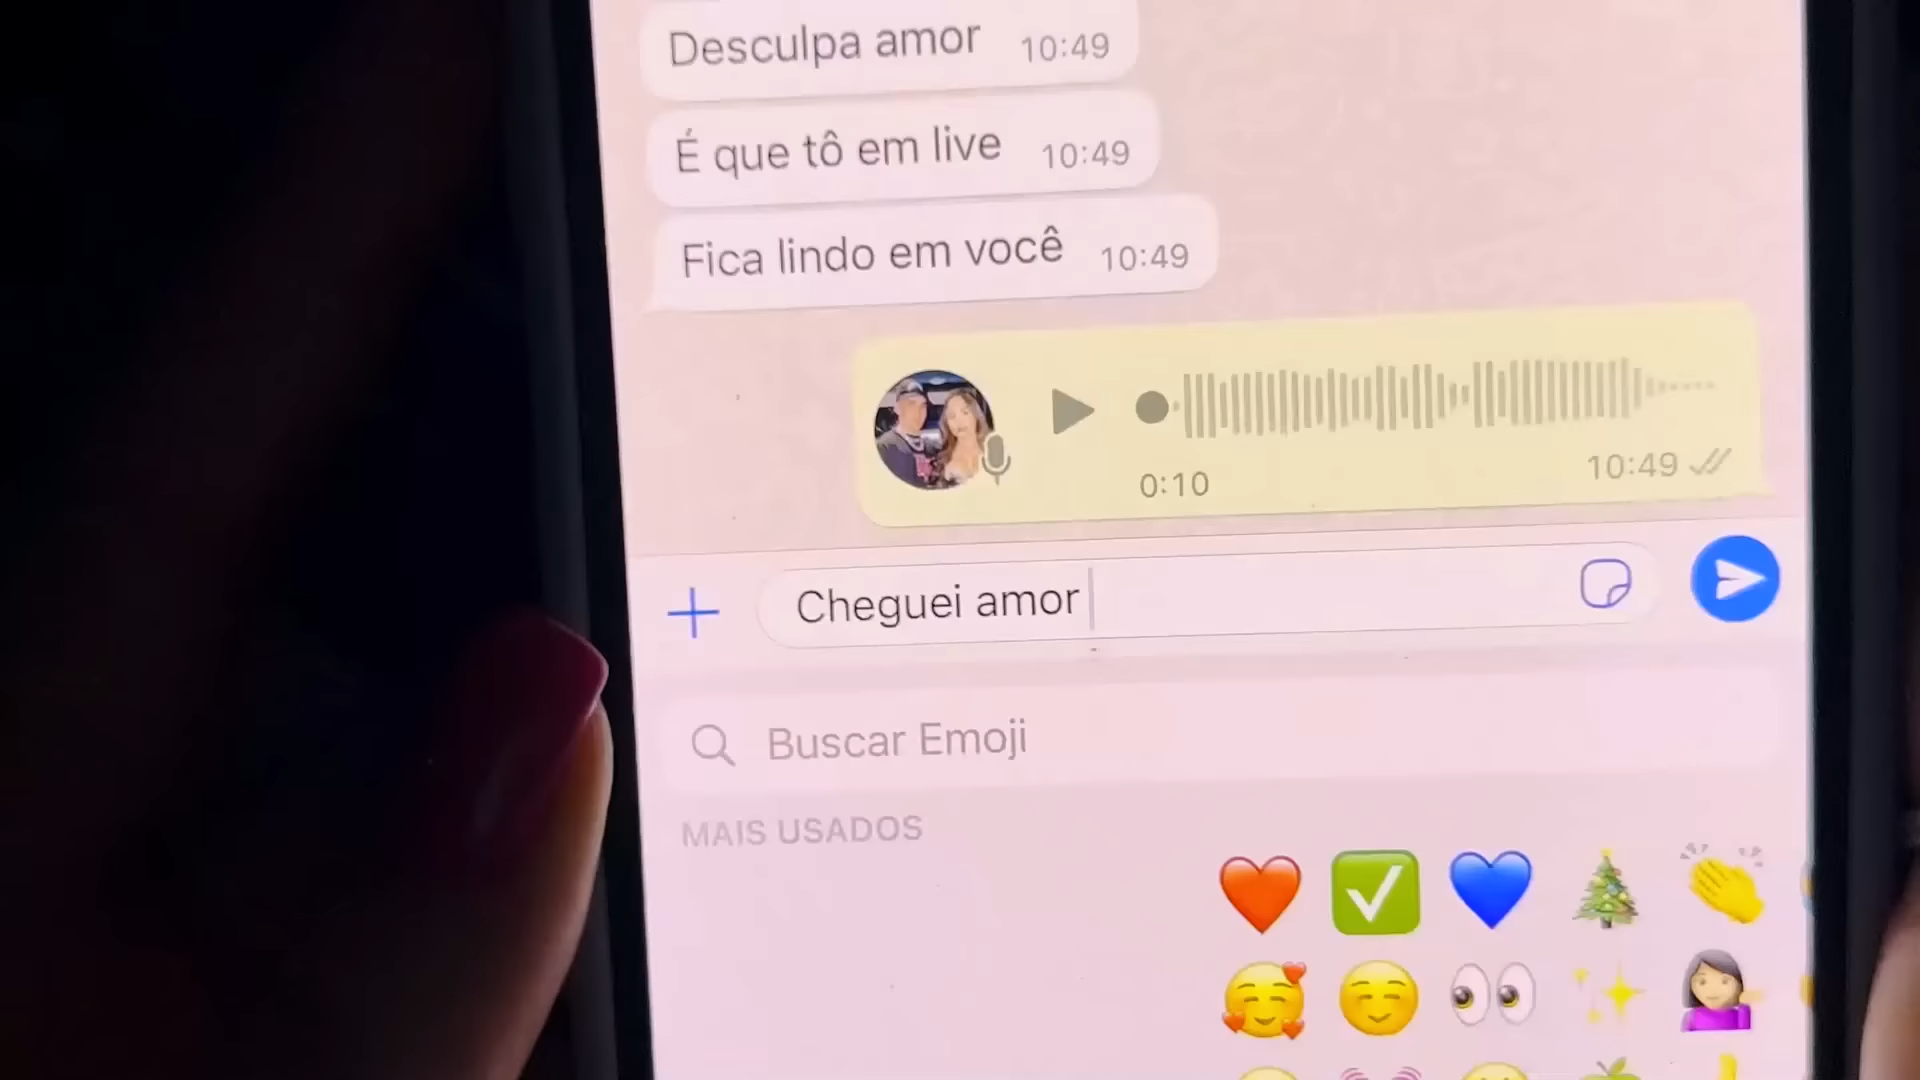 Desculpa amor 10:49
É que tô em live 10:49
Fica lindo em você 10:49
0:10 10:49
Cheguei amor
Buscar Emoji
MAIS USADOS